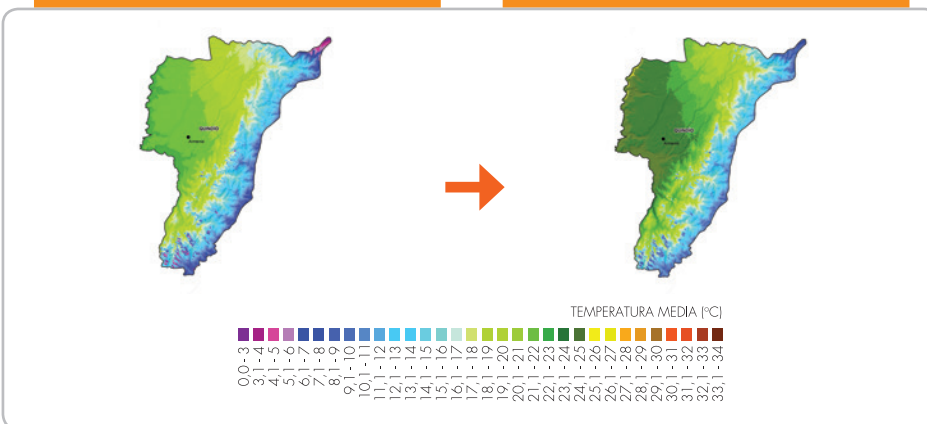 QUINDÍO
Armenia
QUINDÍO
Armenia
TEMPERATURA MEDIA (ºC)
0,0 - 3
3,1 - 4
4,1 - 5
5,1 - 6
6,1 - 7
7,1 - 8
8,1 - 9
9,1 - 10
10,1 - 11
11,1 - 12
12,1 - 13
13,1 - 14
14,1 - 15
15,1 - 16
16,1 - 17
17,1 - 18
18,1 - 19
19,1 - 20
20,1 - 21
21,1 - 22
22,1 - 23
23,1 - 24
24,1 - 25
25,1 - 26
26,1 - 27
27,1 - 28
28,1 - 29
29,1 - 30
30,1 - 31
31,1 - 32
32,1 - 33
33,1 - 34